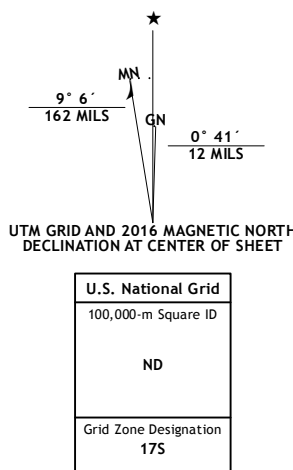 MN
GN
9° 6´
162 MILS
0° 41´
12 MILS
UTM GRID AND 2016 MAGNETIC NORTH
DECLINATION AT CENTER OF SHEET
U.S. National Grid
100,000-m Square ID
ND
Grid Zone Designation
17S